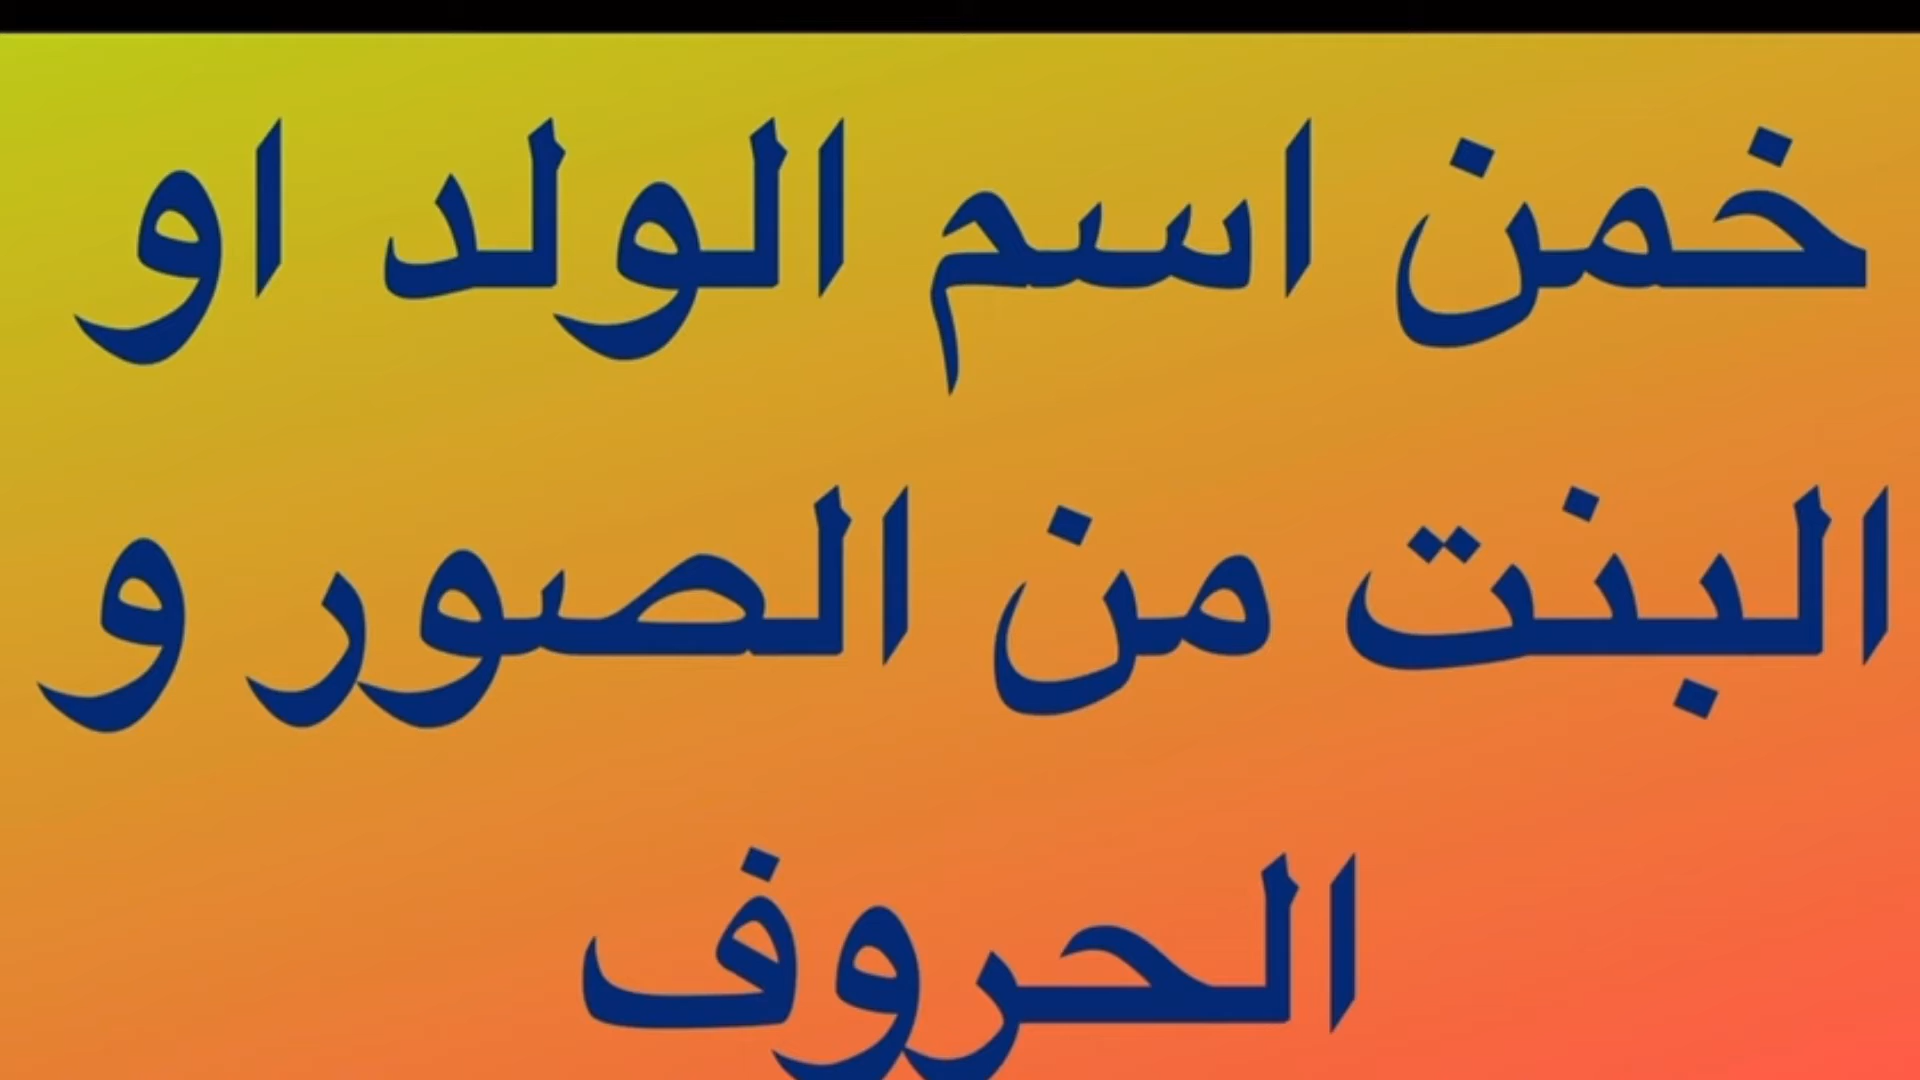 خمن اسم الولد او
البنت من الصور و
الحروف